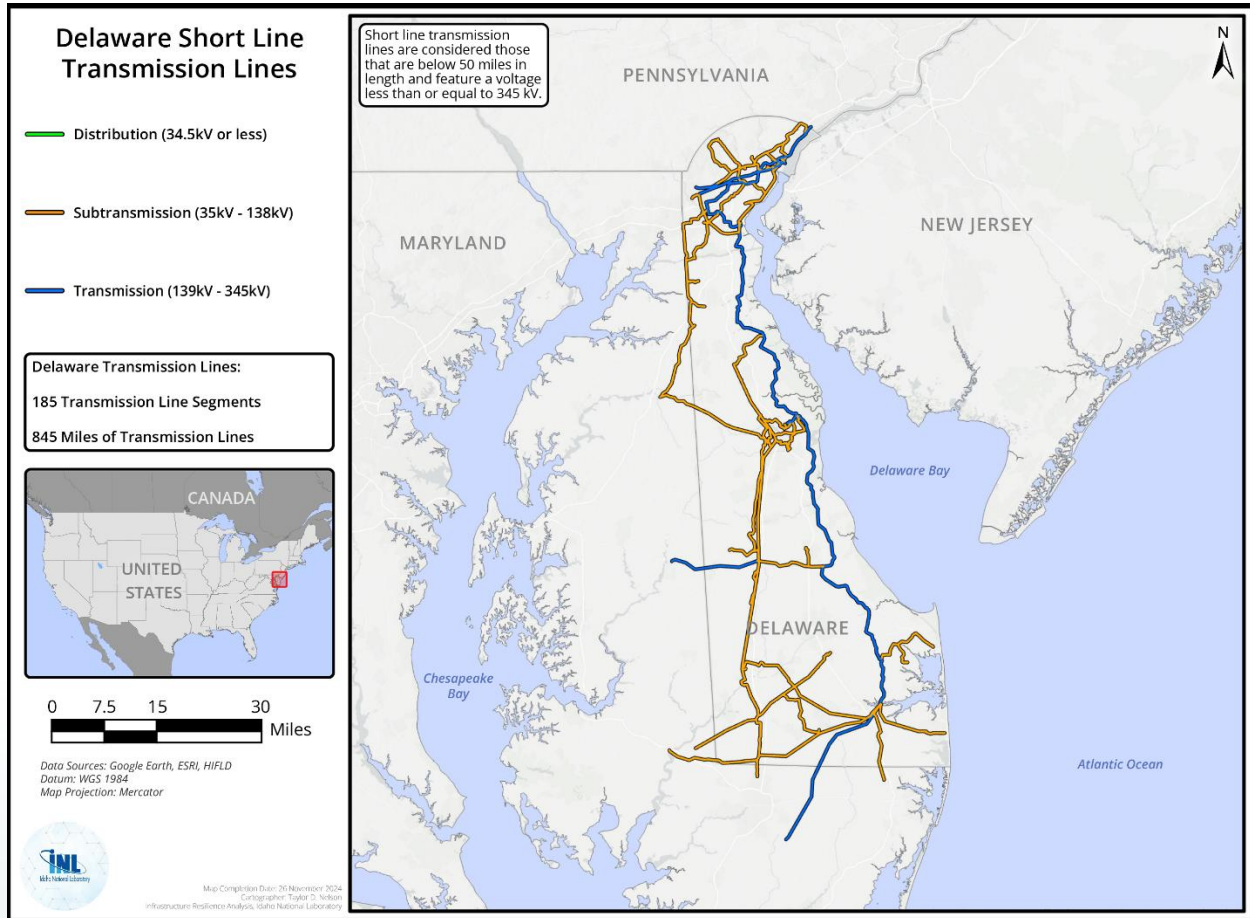 Delaware Short Line
Transmission Lines
Distribution (34.5kV or less)
Subtransmission (35kV - 138kV)
Transmission (139kV - 345kV)
Delaware Transmission Lines:
185 Transmission Line Segments
845 Miles of Transmission Lines
CANADA
UNITED
STATES
0 7.5 15 30
Miles
Data Sources: Google Earth, ESRI, HIFLD
Datum: WGS 1984
Map Projection: Mercator
INL
Idaho National Laboratory
Map Completion Date: 26 November 2024
Cartographer: Taylor D. Nelson
Infrastructure Resilience Analysis, Idaho National Laboratory
Short line transmission
lines are considered those
that are below 50 miles in
length and feature a voltage
less than or equal to 345 kV.
N
PENNSYLVANIA
MARYLAND
NEW JERSEY
Delaware Bay
DELAWARE
Chesapeake
Bay
Atlantic Ocean